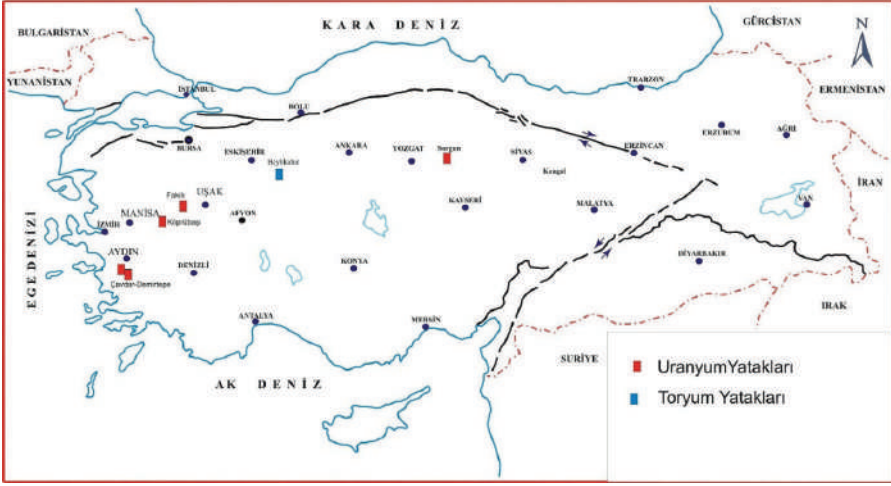 KARA DENİZ
GÜRCİSTAN
N
BULGARİSTAN
YUNANİSTAN
ERMENİSTAN
İSTANBUL
TRABZON
BOLU
BURSA
ESKİŞEHİR
Beylikahır
ANKARA
YOZGAT
Sorgun
SİVAS
Kangal
ERZİNCAN
ERZURUM
AĞRI
İRAN
VAN
EGE DENİZİ
Fakılı
UŞAK
MANİSA
Köprübaşı
İZMİR
AFYON
KAYSERİ
MALATYA
AYDIN
Çavdar-Demirtepe
DENİZLİ
KONYA
DİYARBAKIR
IRAK
ANTALYA
MERSİN
SURİYE
AK DENİZ
UranyumYatakları
Toryum Yatakları